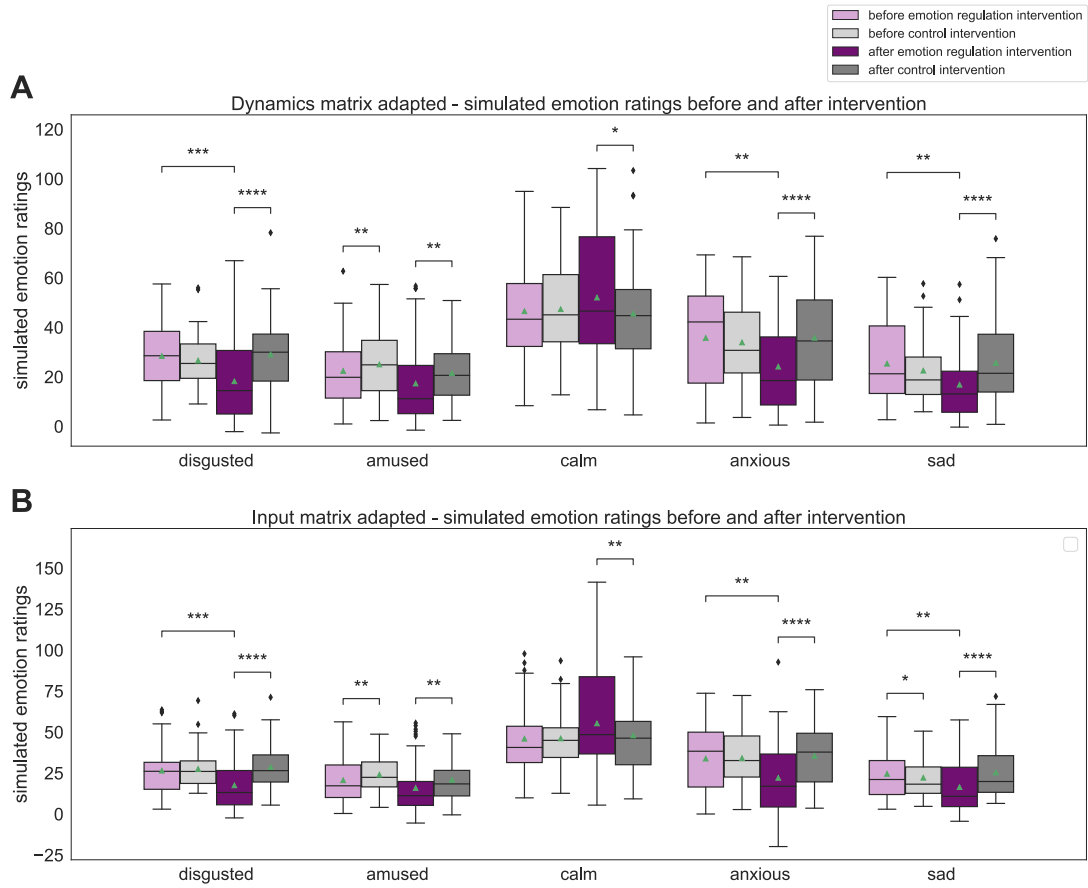 before emotion regulation intervention
before control intervention
after emotion regulation intervention
after control intervention
A
Dynamics matrix adapted - simulated emotion ratings before and after intervention
simulated emotion ratings
120
100
80
60
40
20
0
***
****
**
**
*
**
****
**
****
disgusted amused calm anxious sad
B
Input matrix adapted - simulated emotion ratings before and after intervention
simulated emotion ratings
150
125
100
75
50
25
0
−25
***
****
**
**
**
**
****
**
*
****
disgusted amused calm anxious sad